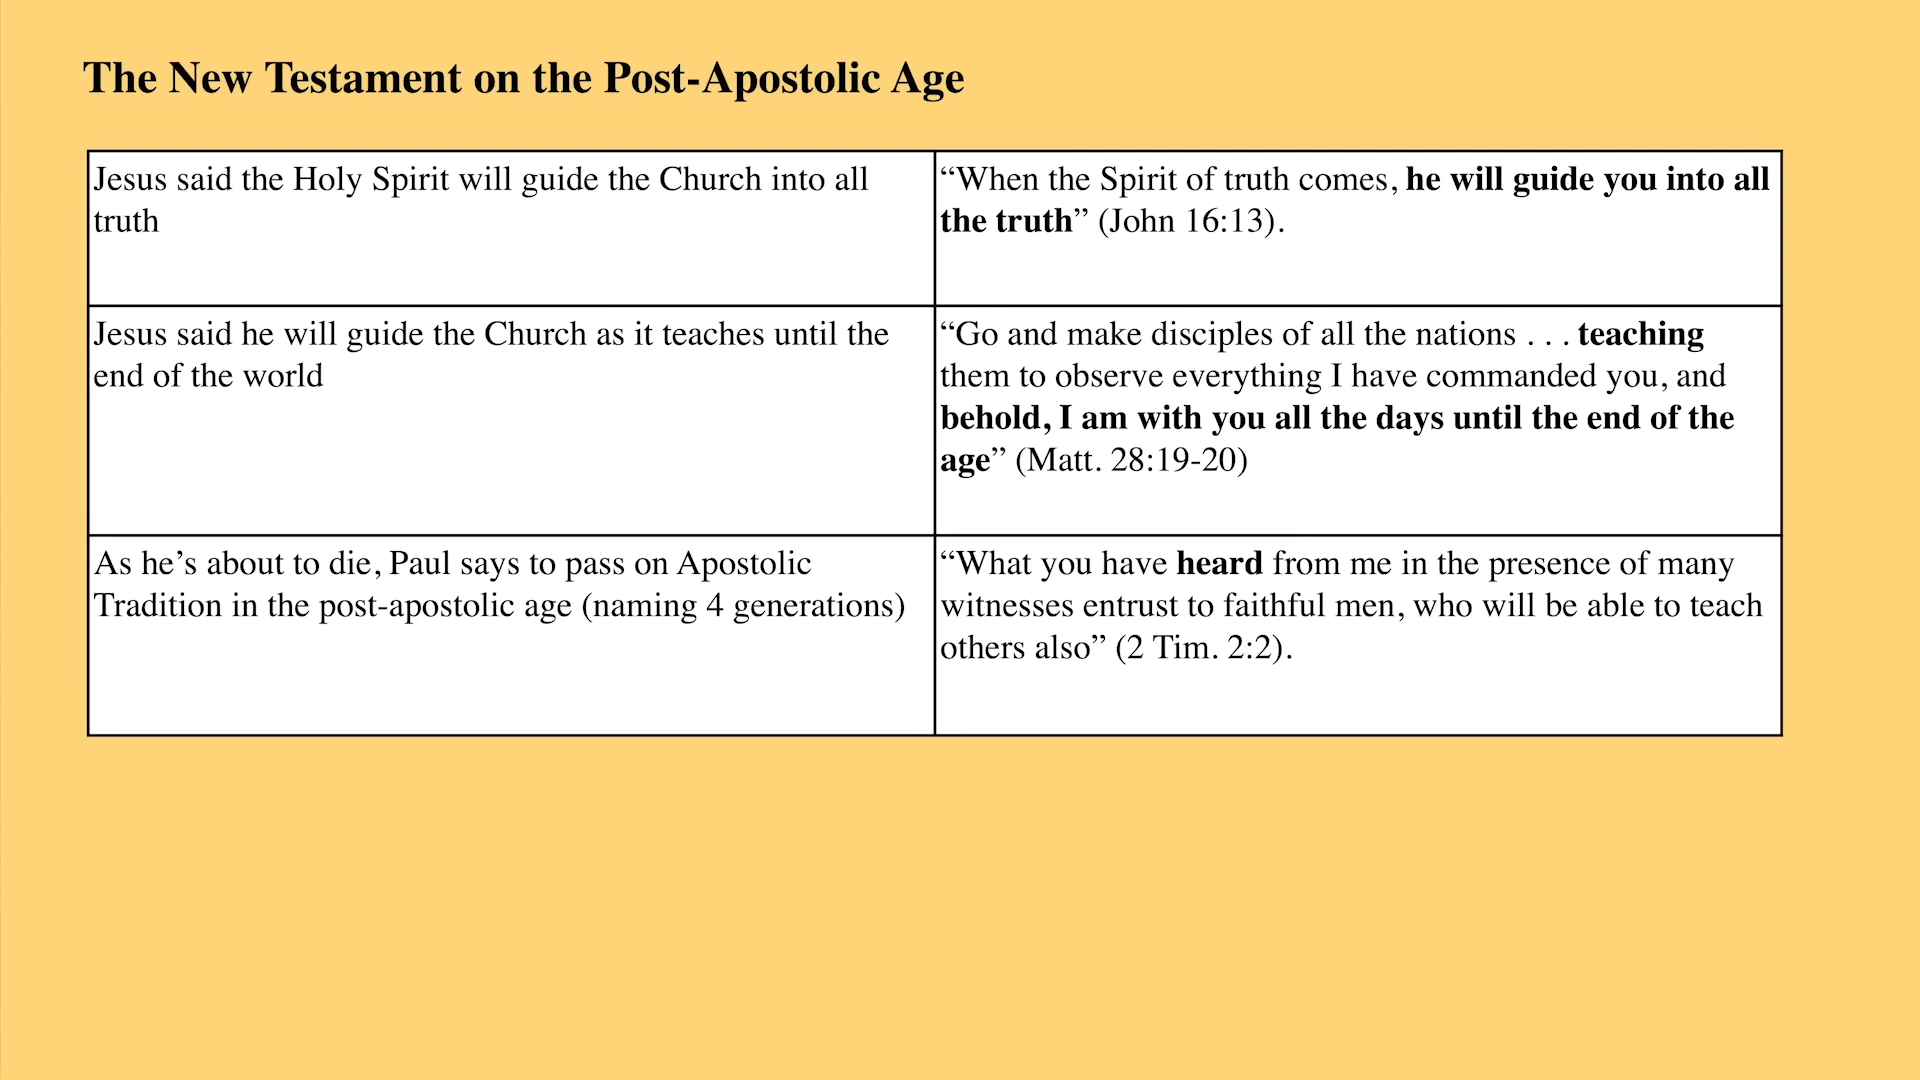 The New Testament on the Post-Apostolic Age
Jesus said the Holy Spirit will guide the Church into all
truth
“When the Spirit of truth comes, he will guide you into all
the truth” (John 16:13).
Jesus said he will guide the Church as it teaches until the
end of the world
“Go and make disciples of all the nations . . . teaching
them to observe everything I have commanded you, and
behold, I am with you all the days until the end of the
age” (Matt. 28:19-20)
As he’s about to die, Paul says to pass on Apostolic
Tradition in the post-apostolic age (naming 4 generations)
“What you have heard from me in the presence of many
witnesses entrust to faithful men, who will be able to teach
others also” (2 Tim. 2:2).